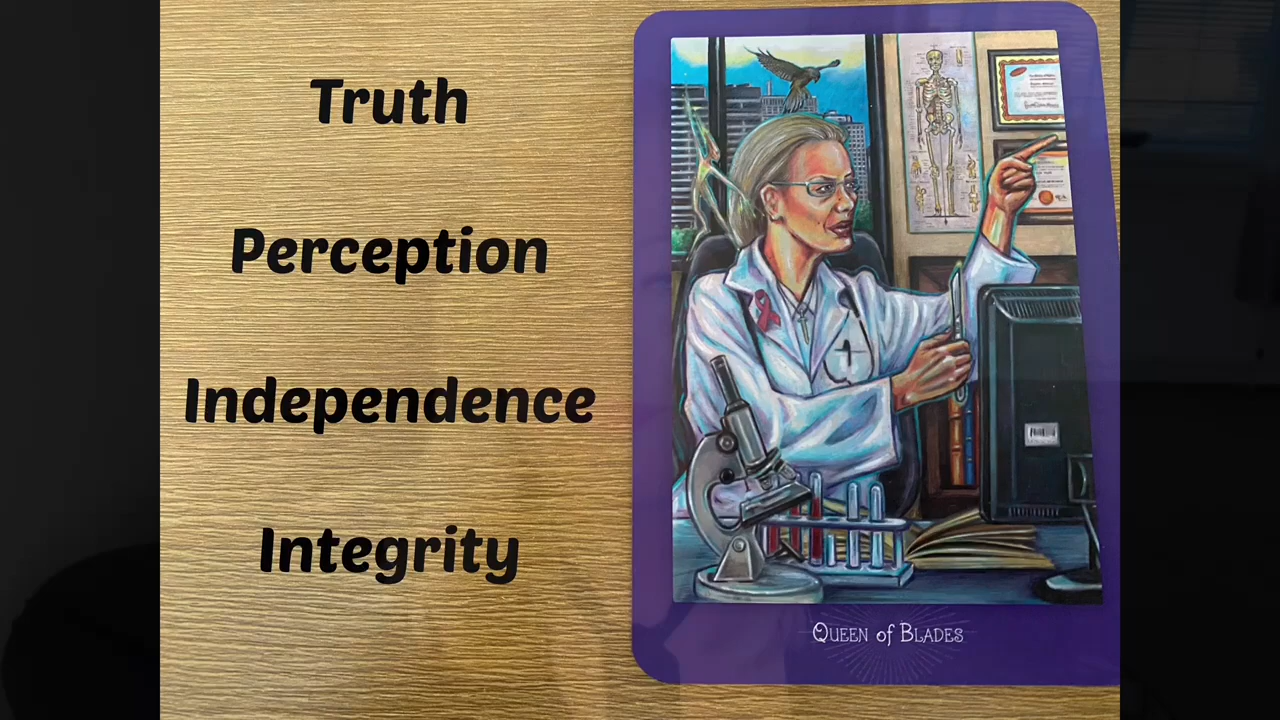 Truth
Perception
Independence
Integrity
QUEEN of BLADES